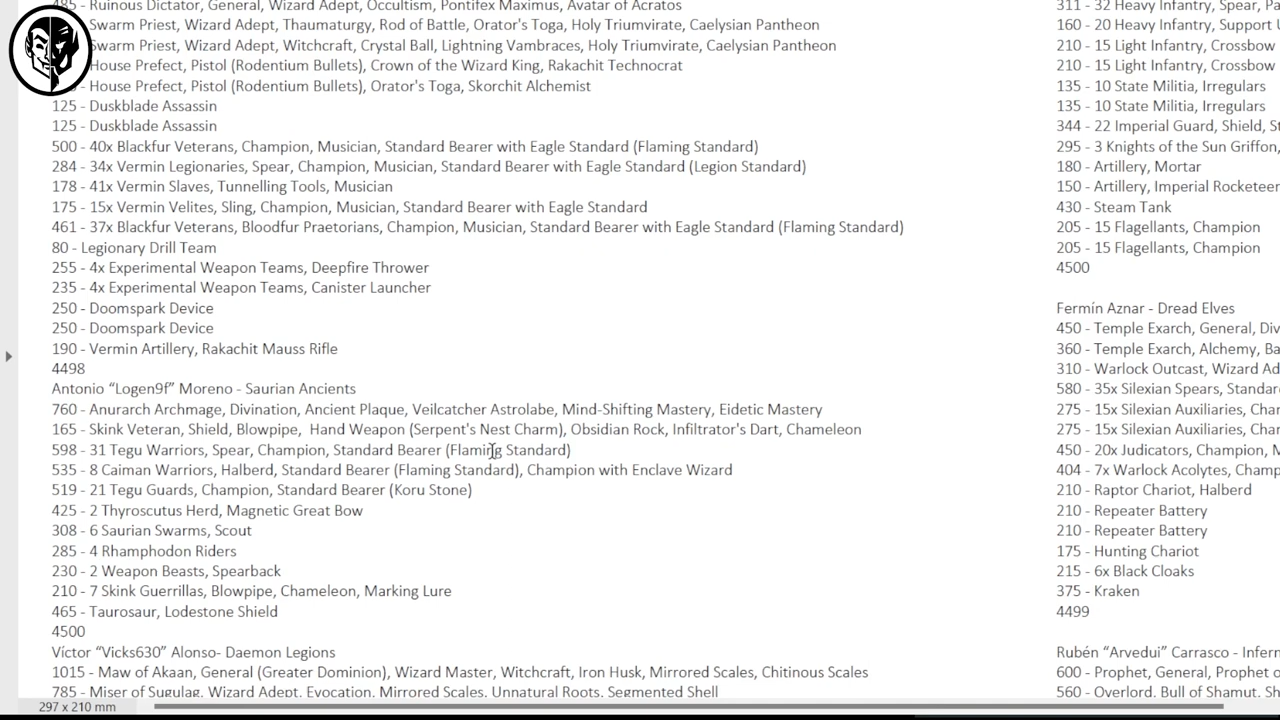 485 - Ruinous Dictator, General, Wizard Adept, Occultism, Pontifex Maximus, Avatar of Acratos
Swarm Priest, Wizard Adept, Thaumaturgy, Rod of Battle, Orator's Toga, Holy Triumvirate, Caelysian Pantheon
Swarm Priest, Wizard Adept, Witchcraft, Crystal Ball, Lightning Vambraces, Holy Triumvirate, Caelysian Pantheon
House Prefect, Pistol (Rodentium Bullets), Crown of the Wizard King, Rakachit Technocrat
House Prefect, Pistol (Rodentium Bullets), Orator's Toga, Skorchit Alchemist
125 - Duskblade Assassin
125 - Duskblade Assassin
500 - 40x Blackfur Veterans, Champion, Musician, Standard Bearer with Eagle Standard (Flaming Standard)
284 - 34x Vermin Legionaries, Spear, Champion, Musician, Standard Bearer with Eagle Standard (Legion Standard)
178 - 41x Vermin Slaves, Tunnelling Tools, Musician
175 - 15x Vermin Velites, Sling, Champion, Musician, Standard Bearer with Eagle Standard
461 - 37x Blackfur Veterans, Bloodfur Praetorians, Champion, Musician, Standard Bearer with Eagle Standard (Flaming Standard)
80 - Legionary Drill Team
255 - 4x Experimental Weapon Teams, Deepfire Thrower
235 - 4x Experimental Weapon Teams, Canister Launcher
250 - Doomspark Device
250 - Doomspark Device
190 - Vermin Artillery, Rakachit Mauss Rifle
4498
Antonio “Logen9f” Moreno - Saurian Ancients
760 - Anurarch Archmage, Divination, Ancient Plaque, Veilcatcher Astrolabe, Mind-Shifting Mastery, Eidetic Mastery
165 - Skink Veteran, Shield, Blowpipe, Hand Weapon (Serpent's Nest Charm), Obsidian Rock, Infiltrator's Dart, Chameleon
598 - 31 Tegu Warriors, Spear, Champion, Standard Bearer (Flaming Standard)
535 - 8 Caiman Warriors, Halberd, Standard Bearer (Flaming Standard), Champion with Enclave Wizard
519 - 21 Tegu Guards, Champion, Standard Bearer (Koru Stone)
425 - 2 Thyroscutus Herd, Magnetic Great Bow
308 - 6 Saurian Swarms, Scout
285 - 4 Rhamphodon Riders
230 - 2 Weapon Beasts, Spearback
210 - 7 Skink Guerrillas, Blowpipe, Chameleon, Marking Lure
465 - Taurosaur, Lodestone Shield
4500
Víctor “Vicks630” Alonso- Daemon Legions
1015 - Maw of Akaan, General (Greater Dominion), Wizard Master, Witchcraft, Iron Husk, Mirrored Scales, Chitinous Scales
785 - Miser of Sugulag, Wizard Adept, Evocation, Mirrored Scales, Unnatural Roots, Segmented Shell
311 - 32 Heavy Infantry, Spear, Pa
160 - 20 Heavy Infantry, Support
210 - 15 Light Infantry, Crossbow
210 - 15 Light Infantry, Crossbow
135 - 10 State Militia, Irregulars
135 - 10 State Militia, Irregulars
344 - 22 Imperial Guard, Shield, St
295 - 3 Knights of the Sun Griffon,
180 - Artillery, Mortar
150 - Artillery, Imperial Rocketeer
430 - Steam Tank
205 - 15 Flagellants, Champion
205 - 15 Flagellants, Champion
4500
Fermín Aznar - Dread Elves
450 - Temple Exarch, General, Div
360 - Temple Exarch, Alchemy, Ba
310 - Warlock Outcast, Wizard Ad
580 - 35x Silexian Spears, Standar
275 - 15x Silexian Auxiliaries, Char
275 - 15x Silexian Auxiliaries, Char
450 - 20x Judicators, Champion, M
404 - 7x Warlock Acolytes, Champ
210 - Raptor Chariot, Halberd
210 - Repeater Battery
210 - Repeater Battery
175 - Hunting Chariot
215 - 6x Black Cloaks
375 - Kraken
4499
Rubén “Arvedui” Carrasco - Infern
600 - Prophet, General, Prophet o
560 - Overlord, Bull of Shamut, Sh
297 x 210 mm